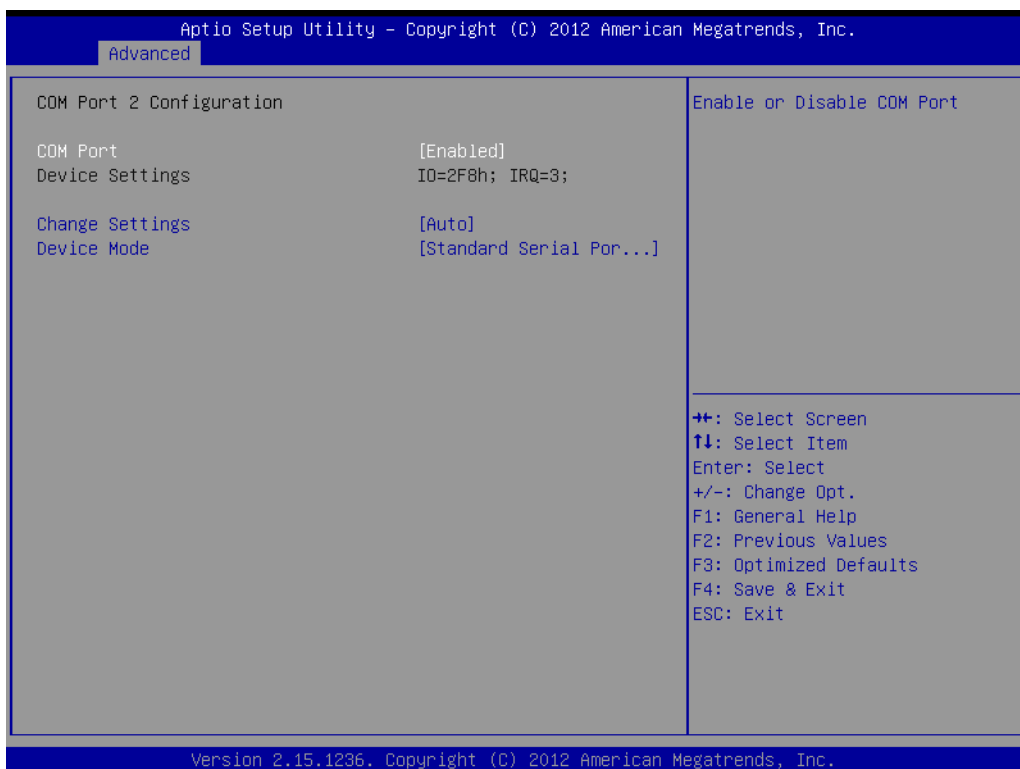 Aptio Setup Utility – Copyright (C) 2012 American Megatrends, Inc.
Advanced
COM Port 2 Configuration
COM Port [Enabled]
Device Settings IO=2F8h; IRQ=3;
Change Settings [Auto]
Device Mode [Standard Serial Por...]
Enable or Disable COM Port
→←: Select Screen
↑↓: Select Item
Enter: Select
+/-: Change Opt.
F1: General Help
F2: Previous Values
F3: Optimized Defaults
F4: Save & Exit
ESC: Exit
Version 2.15.1236. Copyright (C) 2012 American Megatrends, Inc.